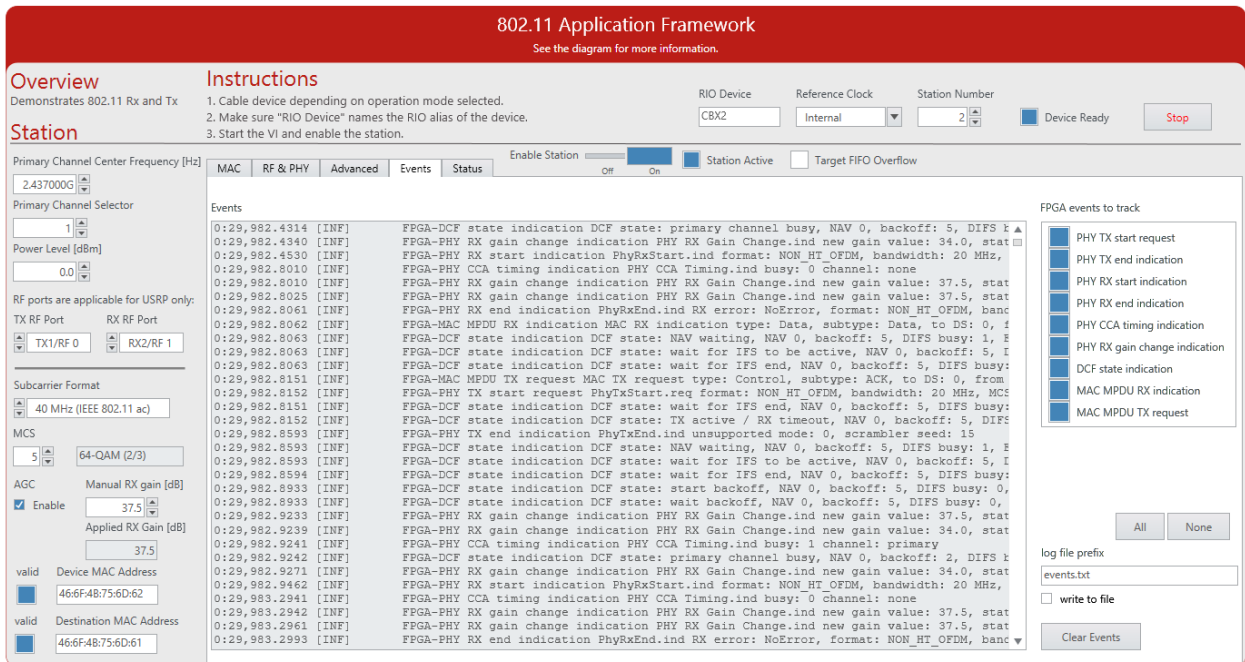 802.11 Application Framework
See the diagram for more information.
Overview
Demonstrates 802.11 Rx and Tx
Station
Instructions
1. Cable device depending on operation mode selected.
2. Make sure "RIO Device" names the RIO alias of the device.
3. Start the VI and enable the station.
RIO Device
CBX2
Reference Clock
Internal
Station Number
2
Device Ready
Stop
Primary Channel Center Frequency [Hz]
2.437000G
Primary Channel Selector
1
Power Level [dBm]
0.0
RF ports are applicable for USRP only:
TX RF Port RX RF Port
TX1/RF 0 RX2/RF 1
Subcarrier Format
40 MHz (IEEE 802.11 ac)
MCS
5 64-QAM (2/3)
AGC Manual RX gain [dB]
Enable 37.5
Applied RX Gain [dB]
37.5
valid Device MAC Address
46:6F:4B:75:6D:62
valid Destination MAC Address
46:6F:4B:75:6D:61
MAC RF & PHY Advanced Events Status
Enable Station
Off On
Station Active
Target FIFO Overflow
Events
0:29,982.4314 [INF] FPGA-DCF state indication DCF state: primary channel busy, NAV 0, backoff: 5, DIFS
0:29,982.4340 [INF] FPGA-PHY RX gain change indication PHY RX Gain Change.ind new gain value: 34.0, stat
0:29,982.4530 [INF] FPGA-PHY RX start indication PhyRxStart.ind format: NON_HT_OFDM, bandwidth: 20 MHz,
0:29,982.8010 [INF] FPGA-PHY CCA timing indication PHY CCA Timing.ind busy: 0 channel: none
0:29,982.8010 [INF] FPGA-PHY RX gain change indication PHY RX Gain Change.ind new gain value: 37.5, stat
0:29,982.8025 [INF] FPGA-PHY RX gain change indication PHY RX Gain Change.ind new gain value: 37.5, stat
0:29,982.8061 [INF] FPGA-PHY RX end indication PhyRxEnd.ind RX error: NoError, format: NON_HT_OFDM, banc
0:29,982.8062 [INF] FPGA-MAC MPDU RX indication MAC RX indication type: Data, subtype: Data, to DS: 0, f
0:29,982.8063 [INF] FPGA-DCF state indication DCF state: NAV waiting, NAV 0, backoff: 5, DIFS busy: 1,
0:29,982.8063 [INF] FPGA-DCF state indication DCF state: wait for IFS to be active, NAV 0, backoff: 5,
0:29,982.8063 [INF] FPGA-DCF state indication DCF state: wait for IFS end, NAV 0, backoff: 5, DIFS busy:
0:29,982.8151 [INF] FPGA-MAC MPDU TX request MAC TX request type: Control, subtype: ACK, to DS: 0, from
0:29,982.8152 [INF] FPGA-PHY TX start request PhyTxStart.req format: NON_HT_OFDM, bandwidth: 20 MHz, MCS
0:29,982.8151 [INF] FPGA-DCF state indication DCF state: wait for IFS end, NAV 0, backoff: 5, DIFS busy:
0:29,982.8152 [INF] FPGA-DCF state indication DCF state: TX active / RX timeout, NAV 0, backoff: 5, DIFS
0:29,982.8593 [INF] FPGA-PHY TX end indication PhyTxEnd.ind unsupported mode: 0, scrambler seed: 15
0:29,982.8593 [INF] FPGA-DCF state indication DCF state: NAV waiting, NAV 0, backoff: 5, DIFS busy: 1,
0:29,982.8593 [INF] FPGA-DCF state indication DCF state: wait for IFS to be active, NAV 0, backoff: 5,
0:29,982.8594 [INF] FPGA-DCF state indication DCF state: wait for IFS end, NAV 0, backoff: 5, DIFS busy:
0:29,982.8933 [INF] FPGA-DCF state indication DCF state: start backoff, NAV 0, backoff: 5, DIFS busy: 0,
0:29,982.8933 [INF] FPGA-DCF state indication DCF state: wait backoff, NAV 0, backoff: 5, DIFS busy: 0,
0:29,982.9233 [INF] FPGA-PHY RX gain change indication PHY RX Gain Change.ind new gain value: 37.5, stat
0:29,982.9239 [INF] FPGA-PHY RX gain change indication PHY RX Gain Change.ind new gain value: 34.0, stat
0:29,982.9241 [INF] FPGA-PHY CCA timing indication PHY CCA Timing.ind busy: 1 channel: primary
0:29,982.9242 [INF] FPGA-DCF state indication DCF state: primary channel busy, NAV 0, backoff: 2, DIFS
0:29,982.9271 [INF] FPGA-PHY RX gain change indication PHY RX Gain Change.ind new gain value: 34.0, stat
0:29,982.9462 [INF] FPGA-PHY RX start indication PhyRxStart.ind format: NON_HT_OFDM, bandwidth: 20 MHz,
0:29,983.2941 [INF] FPGA-PHY CCA timing indication PHY CCA Timing.ind busy: 0 channel: none
0:29,983.2942 [INF] FPGA-PHY RX gain change indication PHY RX Gain Change.ind new gain value: 37.5, stat
0:29,983.2961 [INF] FPGA-PHY RX gain change indication PHY RX Gain Change.ind new gain value: 37.5, stat
0:29,983.2993 [INF] FPGA-PHY RX end indication PhyRxEnd.ind RX error: NoError, format: NON_HT_OFDM, banc
FPGA events to track
PHY TX start request
PHY TX end indication
PHY RX start indication
PHY RX end indication
PHY CCA timing indication
PHY RX gain change indication
DCF state indication
MAC MPDU RX indication
MAC MPDU TX request
All None
log file prefix
events.txt
write to file
Clear Events